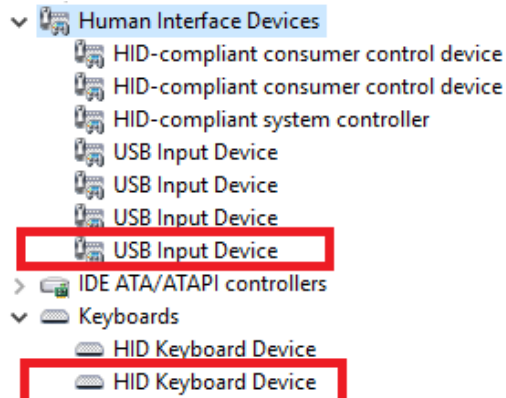 Human Interface Devices
HID-compliant consumer control device
HID-compliant consumer control device
HID-compliant system controller
USB Input Device
USB Input Device
USB Input Device
USB Input Device
IDE ATA/ATAPI controllers
Keyboards
HID Keyboard Device
HID Keyboard Device